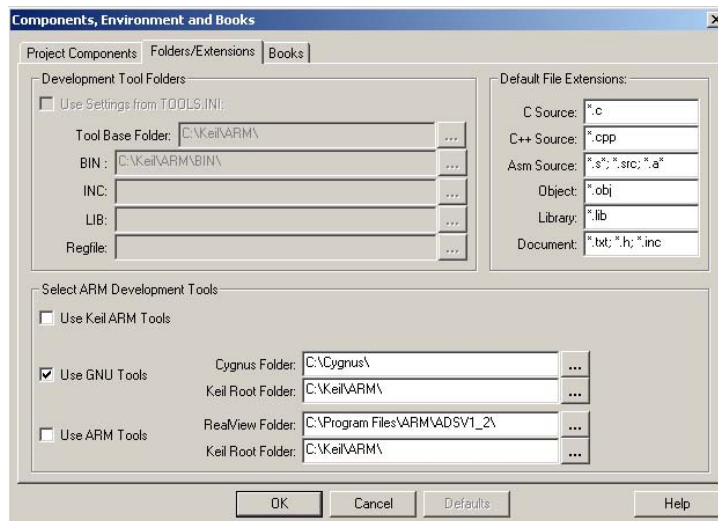 Components, Environment and Books
Project Components Folders/Extensions Books
Development Tool Folders
Use Settings from TOOLS.INI:
Tool Base Folder: C:\Keil\ARM\ ...
BIN : C:\Keil\ARM\BIN\ ...
INC: ...
LIB: ...
Regfile: ...
Default File Extensions:
C Source: *.c
C++ Source: *.cpp
Asm Source: *.s*; *.src; *.a*
Object: *.obj
Library: *.lib
Document: *.txt; *.h; *.inc
Select ARM Development Tools
Use Keil ARM Tools
Use GNU Tools
Cygnus Folder: C:\Cygnus\ ...
Keil Root Folder: C:\Keil\ARM\ ...
Use ARM Tools
RealView Folder: C:\Program Files\ARM\ADSV1_2\ ...
Keil Root Folder: C:\Keil\ARM\ ...
OK Cancel Defaults Help